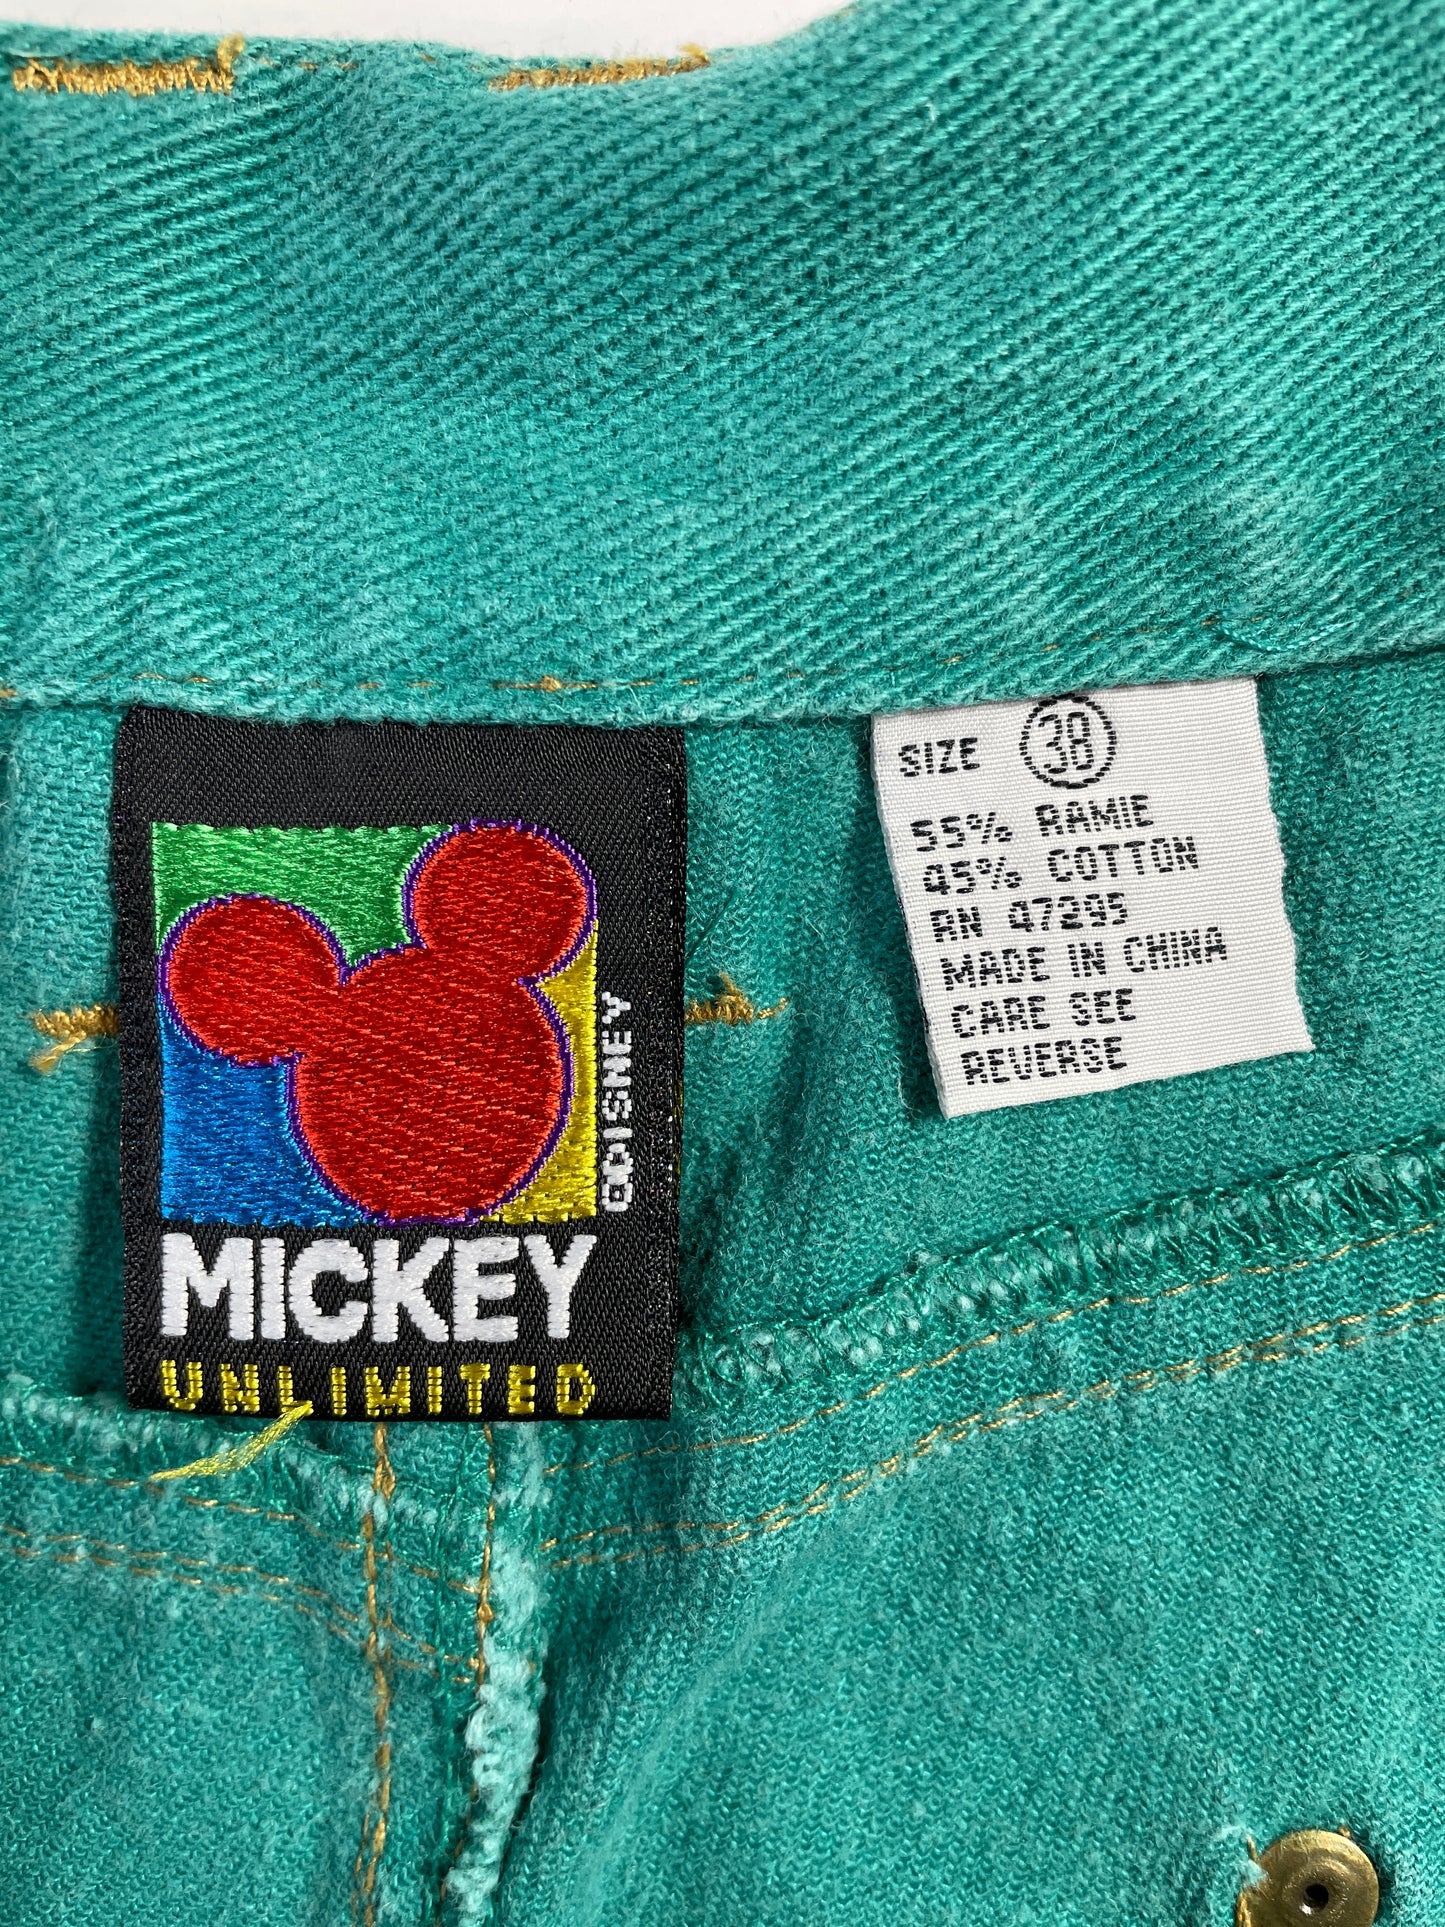 ©DISNEY
MICKEY
UNLIMITED
SIZE 38
55% RAMIE
45% COTTON
RN 47295
MADE IN CHINA
CARE SEE
REVERSE